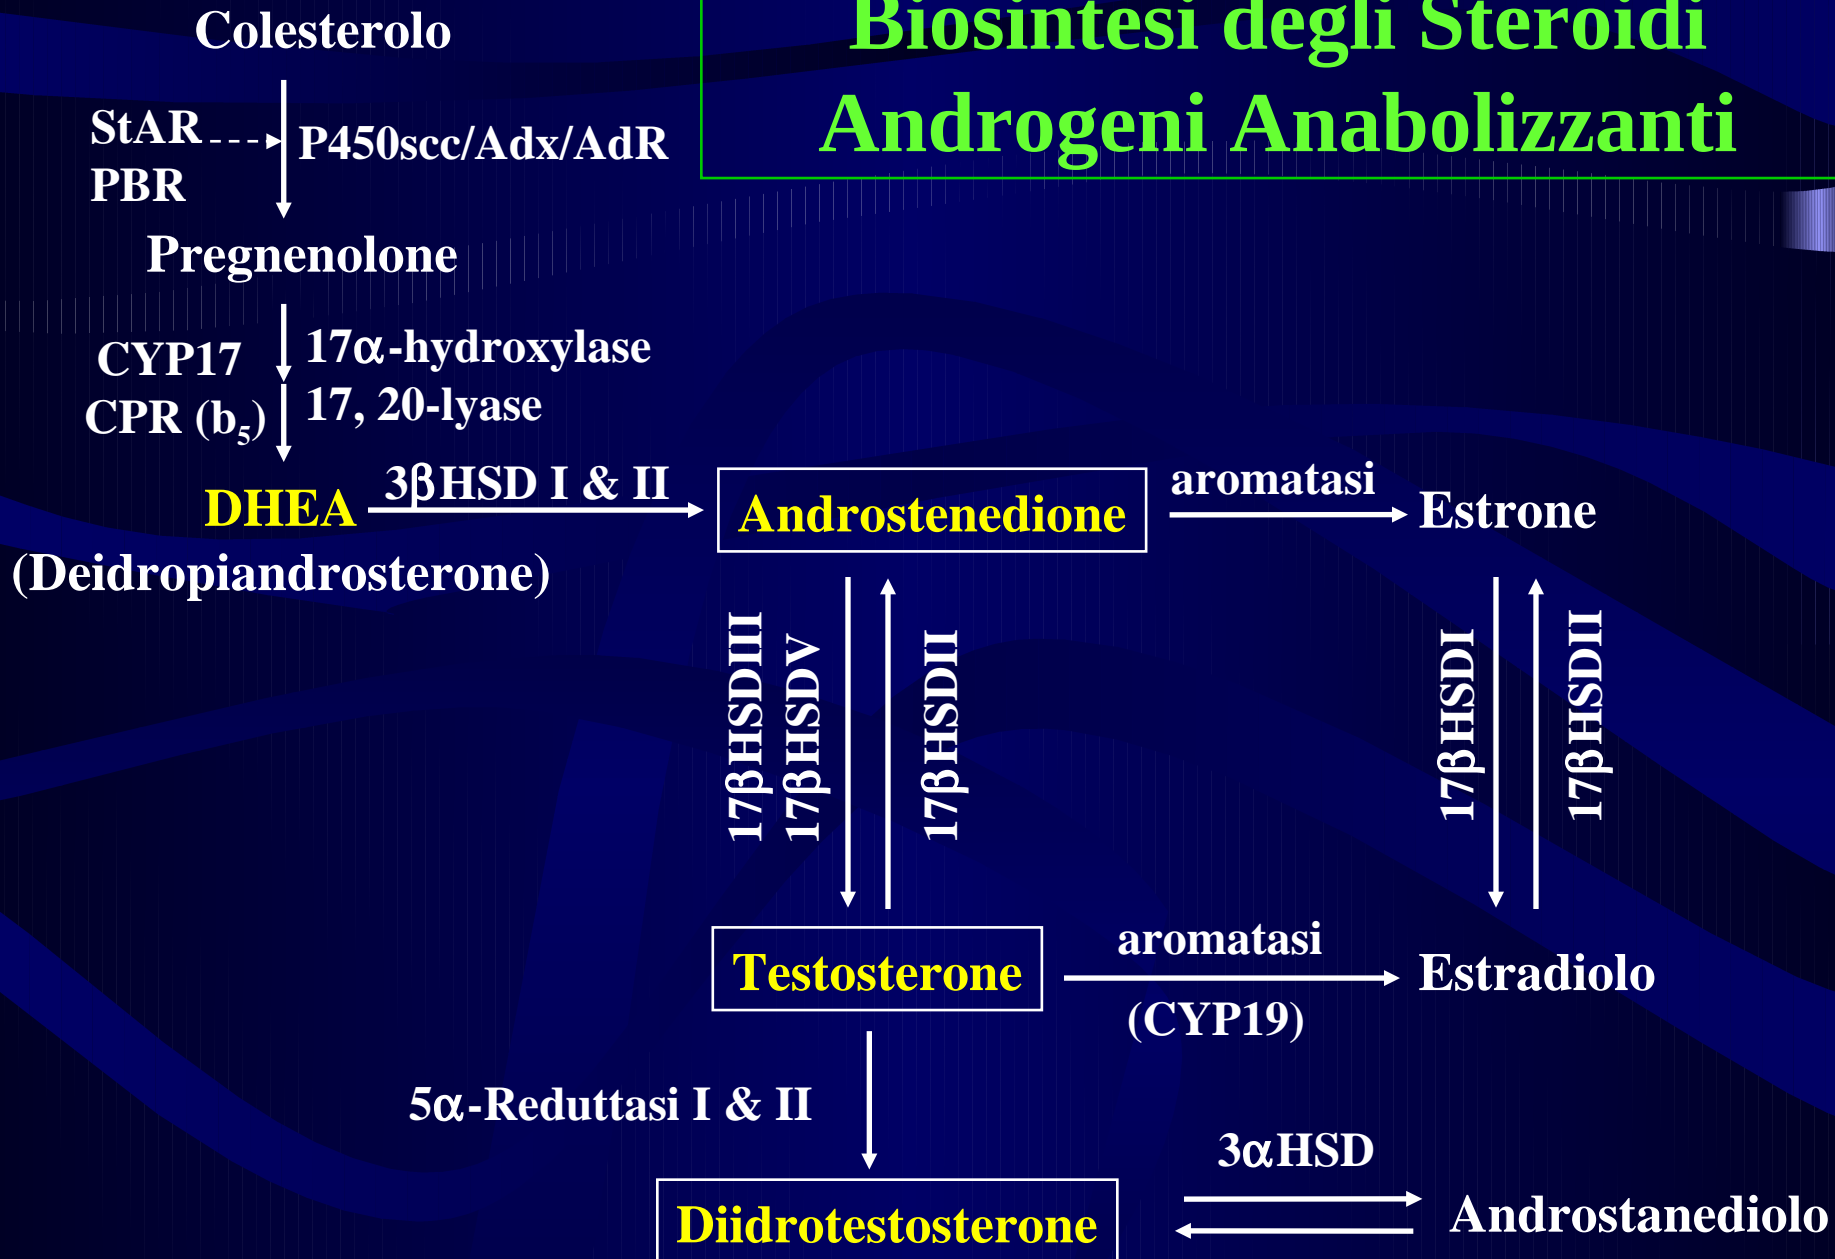 Biosintesi degli Steroidi
Androgeni Anabolizzanti
Colesterolo
StAR
PBR
P450scc/Adx/AdR
Pregnenolone
CYP17
CPR (b₅)
17α-hydroxylase
17, 20-lyase
DHEA
(Deidropiandrosterone)
3βHSD I & II
Androstenedione
aromatasi
Estrone
17βHSDIII
17βHSDV
17βHSDII
17βHSDI
17βHSDII
Testosterone
aromatasi
(CYP19)
Estradiolo
5α-Reduttasi I & II
Diidrotestosterone
3αHSD
Androstanediolo